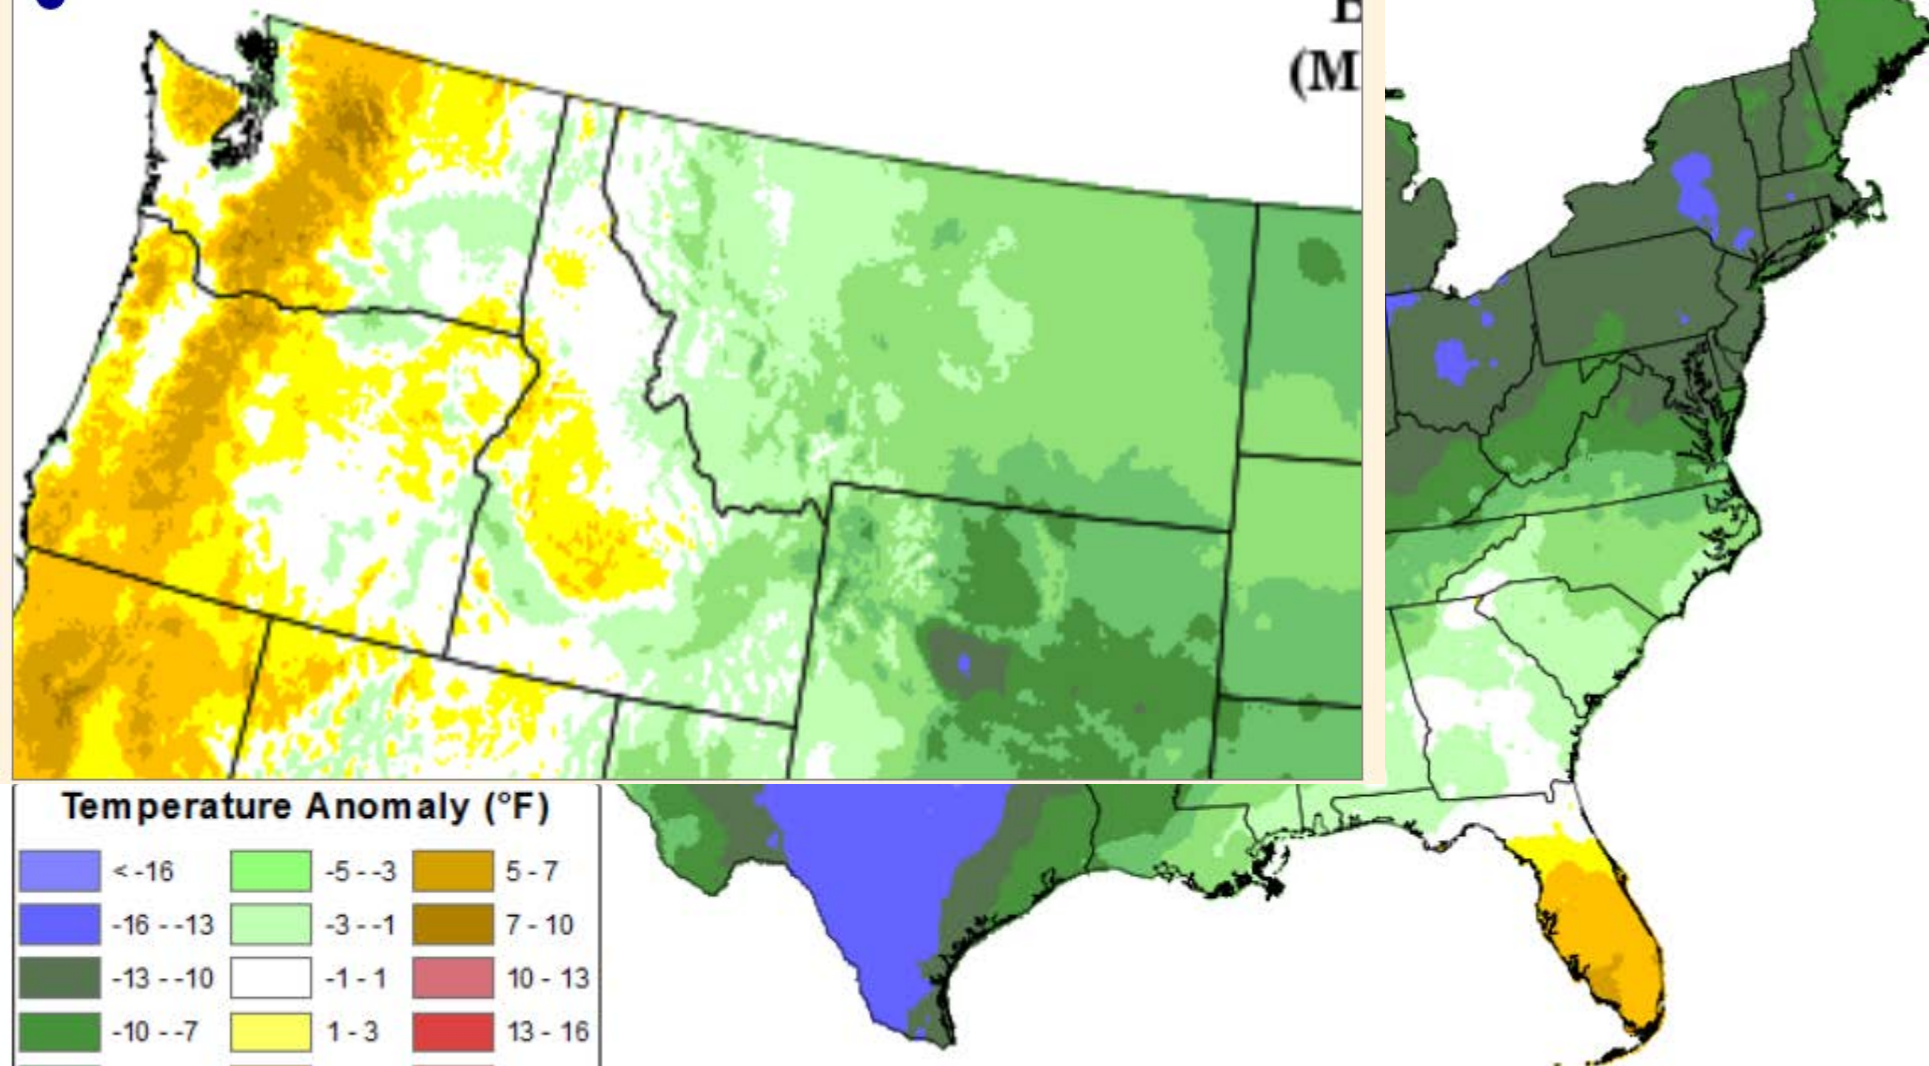 (M
Temperature Anomaly (°F)
< -16 -5 - -3 5 - 7
-16 - -13 -3 - -1 7 - 10
-13 - -10 -1 - 1 10 - 13
-10 - -7 1 - 3 13 - 16